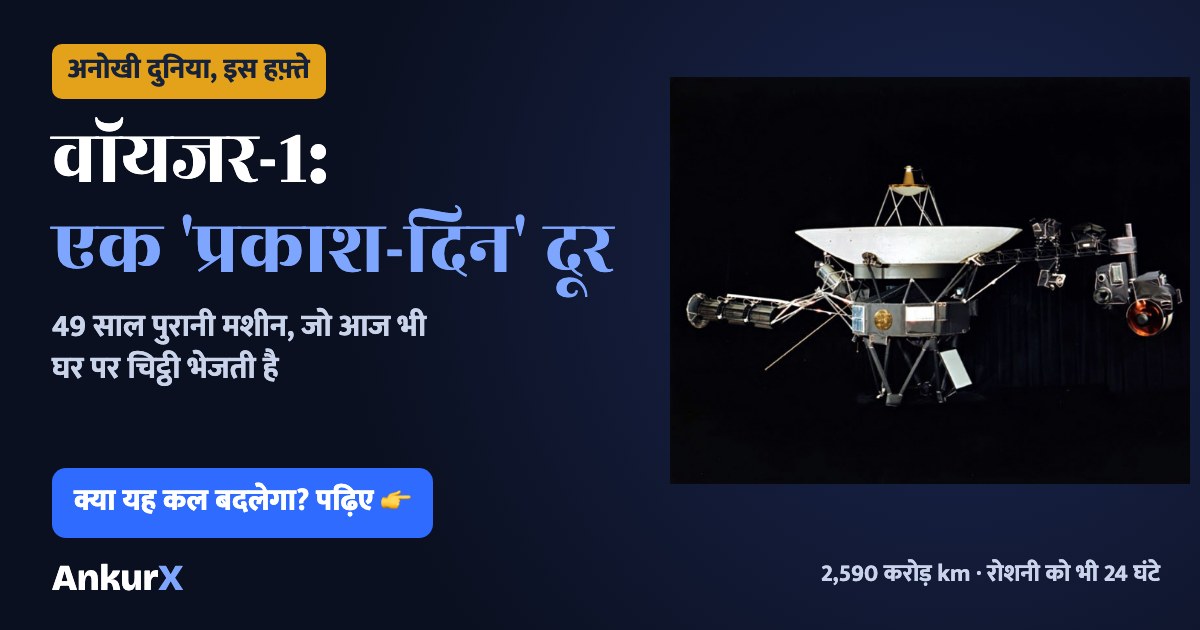 अनोखी दुनिया, इस हफ़्ते
वॉयजर-1:
एक 'प्रकाश-दिन' दूर
49 साल पुरानी मशीन, जो आज भी
घर पर चिट्ठी भेजती है
क्या यह कल बदलेगा? पढ़िए 👉
AnkurX
2,590 करोड़ km · रोशनी को भी 24 घंटे